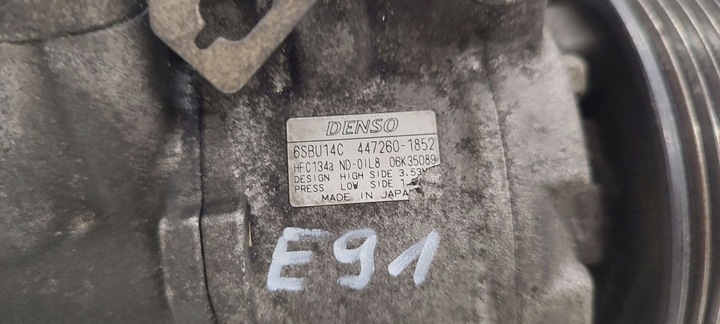 DENSO
6SBU14C 447260-1852
HFC134a ND-OIL8 06K35089
DESIGN HIGH SIDE 3.53
PRESS LOW SIDE
MADE IN JAPAN
E91